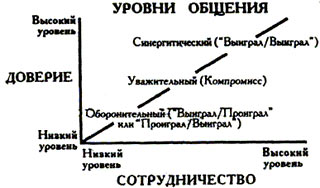 УРОВНИ ОБЩЕНИЯ
Высокий
уровень
Синергитический ("Выиграл/Выиграл")
ДОВЕРИЕ
Уважительный (Компромисс)
Оборонительный ("Выиграл/Проиграл"
или "Проиграл/Выиграл")
Низкий
уровень
Низкий
уровень
Высокий
уровень
СОТРУДНИЧЕСТВО